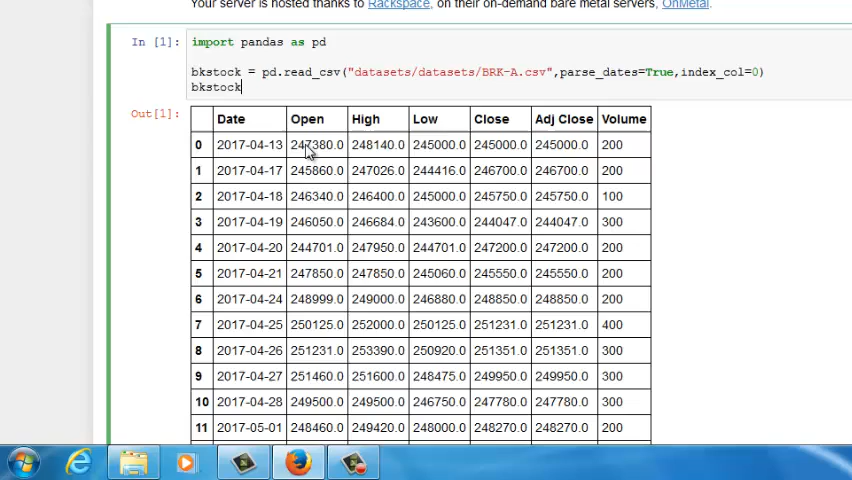 Your server is hosted thanks to Rackspace, on their on-demand bare metal servers, OnMetal.
In [1]: import pandas as pd
bkstock = pd.read_csv("datasets/datasets/BRK-A.csv",parse_dates=True,index_col=0)
bkstock
Out[1]:
Date Open High Low Close Adj Close Volume
0 2017-04-13 247380.0 248140.0 245000.0 245000.0 245000.0 200
1 2017-04-17 245860.0 247026.0 244416.0 246700.0 246700.0 200
2 2017-04-18 246340.0 246400.0 245000.0 245750.0 245750.0 100
3 2017-04-19 246050.0 246684.0 243600.0 244047.0 244047.0 300
4 2017-04-20 244701.0 247950.0 244701.0 247200.0 247200.0 200
5 2017-04-21 247850.0 247850.0 245060.0 245550.0 245550.0 200
6 2017-04-24 248999.0 249000.0 246880.0 248850.0 248850.0 200
7 2017-04-25 250125.0 252000.0 250125.0 251231.0 251231.0 400
8 2017-04-26 251231.0 253390.0 250920.0 251351.0 251351.0 300
9 2017-04-27 251460.0 251600.0 248475.0 249950.0 249950.0 300
10 2017-04-28 249500.0 249500.0 246750.0 247780.0 247780.0 300
11 2017-05-01 248460.0 249420.0 248000.0 248270.0 248270.0 200